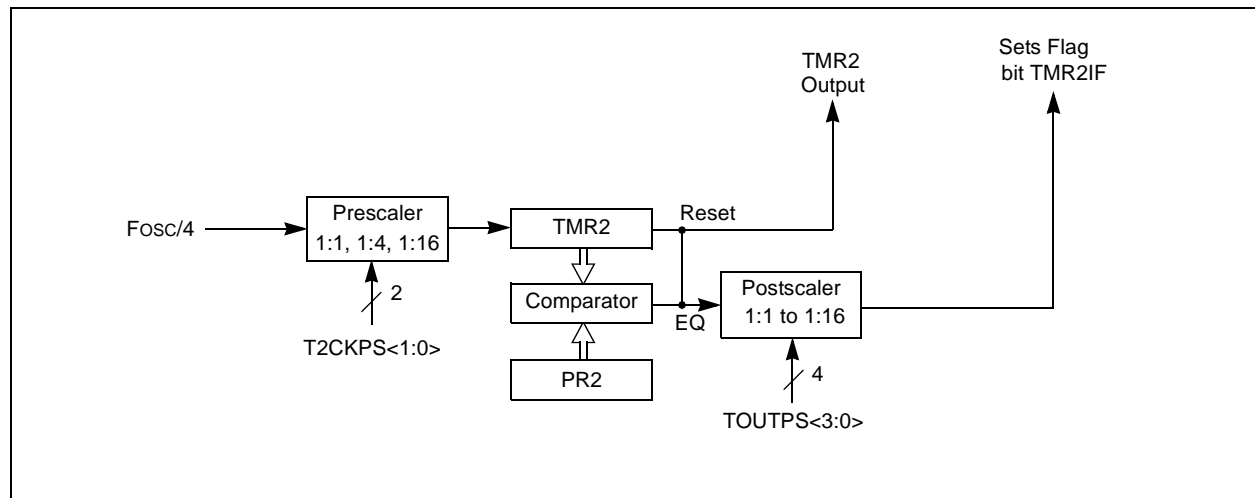 TMR2
Output
Sets Flag
bit TMR2IF
Fosc/4
Prescaler
1:1, 1:4, 1:16
2
T2CKPS<1:0>
TMR2
Reset
Comparator
EQ
PR2
Postscaler
1:1 to 1:16
4
TOUTPS<3:0>